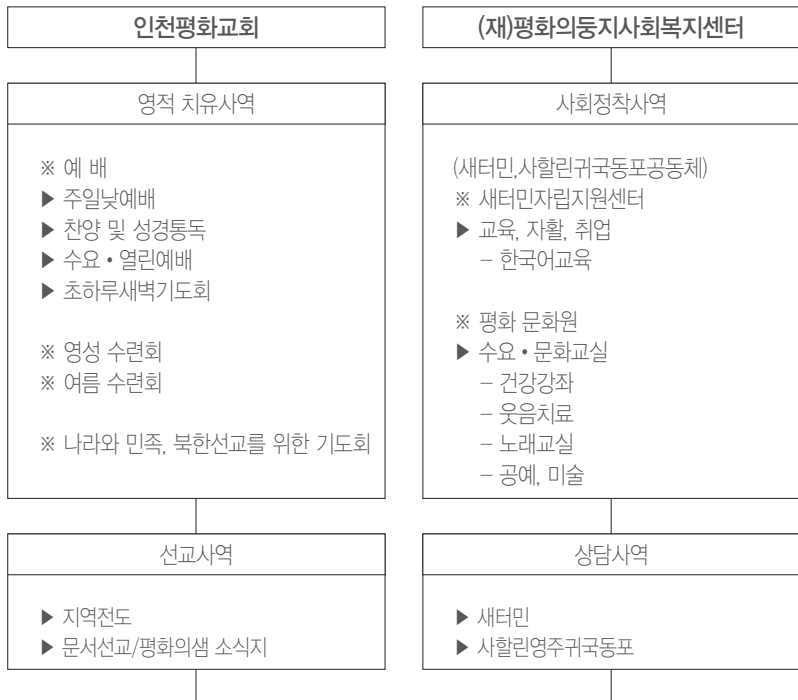 인천평화교회
영적 치유사역
※ 예 배
▶ 주일낮예배
▶ 찬양 및 성경통독
▶ 수요 • 열린예배
▶ 초하루새벽기도회
※ 영성 수련회
※ 여름 수련회
※ 나라와 민족, 북한선교를 위한 기도회
선교사역
▶ 지역전도
▶ 문서선교/평화의샘 소식지
(재)평화의둥지사회복지센터
사회정착사역
(새터민,사할린귀국동포공동체)
※ 새터민자립지원센터
▶ 교육, 자활, 취업
– 한국어교육
※ 평화 문화원
▶ 수요 • 문화교실
– 건강강좌
– 웃음치료
– 노래교실
– 공예, 미술
상담사역
▶ 새터민
▶ 사할린영주귀국동포